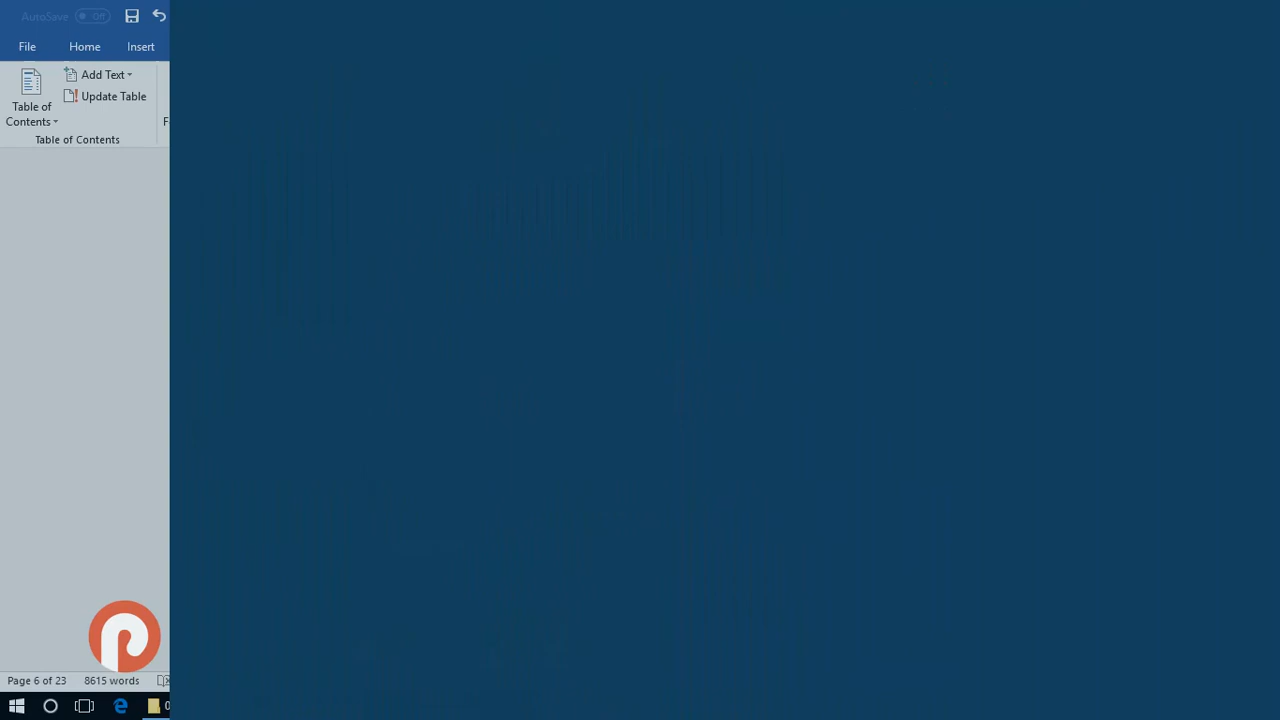 AutoSave Off
File Home Insert
Table of
Contents
Add Text
Update Table
Table of Contents
Page 6 of 23 8615 words